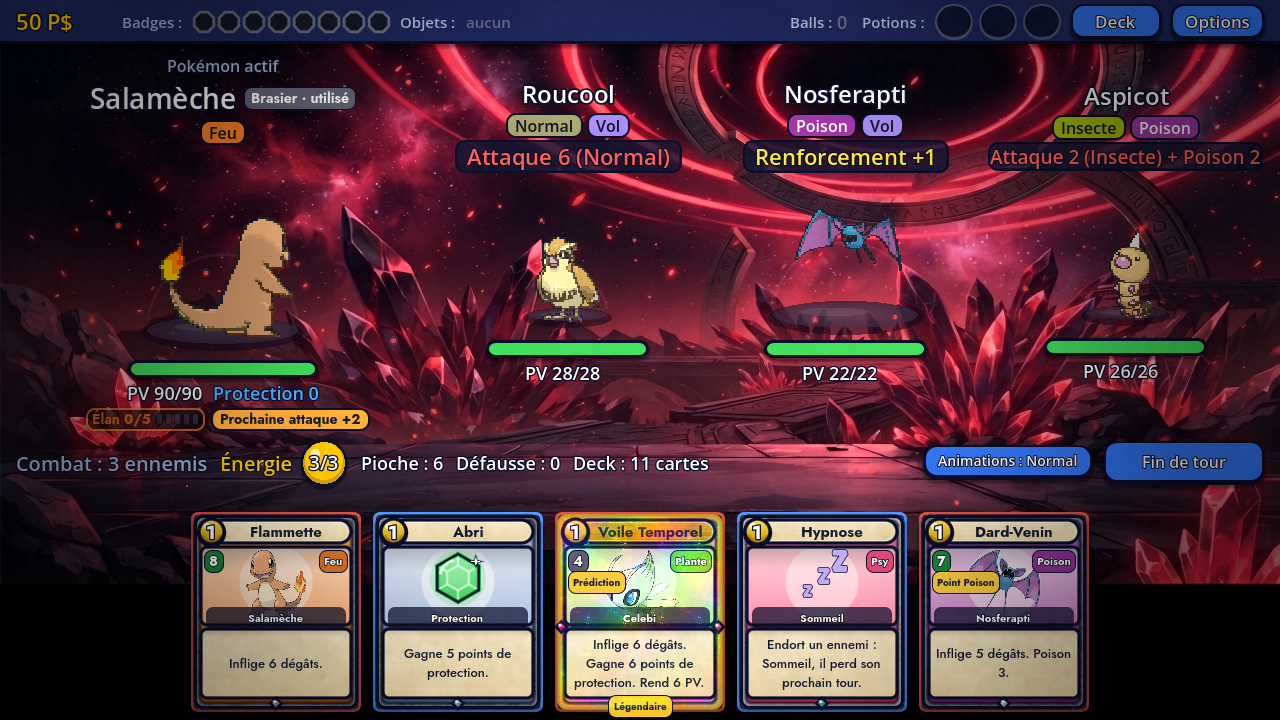 50 P$ Badges : Objets : aucun Balls : 0 Potions : Deck Options
Pokémon actif
Salamèche Brasier · utilisé
Feu
Roucool
Normal Vol
Attaque 6 (Normal)
Nosferapti
Poison Vol
Renforcement +1
Aspicot
Insecte Poison
Attaque 2 (Insecte) + Poison 2
PV 90/90 Protection 0
Élan 0/5 Prochaine attaque +2
PV 28/28
PV 22/22
PV 26/26
Combat : 3 ennemis Énergie 3/3 Pioche : 6 Défausse : 0 Deck : 11 cartes
Animations : Normal Fin de tour
1 Flammette
8 Feu
Salamèche
Inflige 6 dégâts.
1 Abri
Protection
Gagne 5 points de
protection.
1 Voile Temporel
4 Plante
Prédiction
Celebi
Inflige 6 dégâts.
Gagne 6 points de
protection. Rend 6 PV.
Légendaire
1 Hypnose
Psy
z z Z
Sommeil
Endort un ennemi :
Sommeil, il perd son
prochain tour.
1 Dard-Venin
7 Poison
Point Poison
Nosferapti
Inflige 5 dégâts. Poison
3.